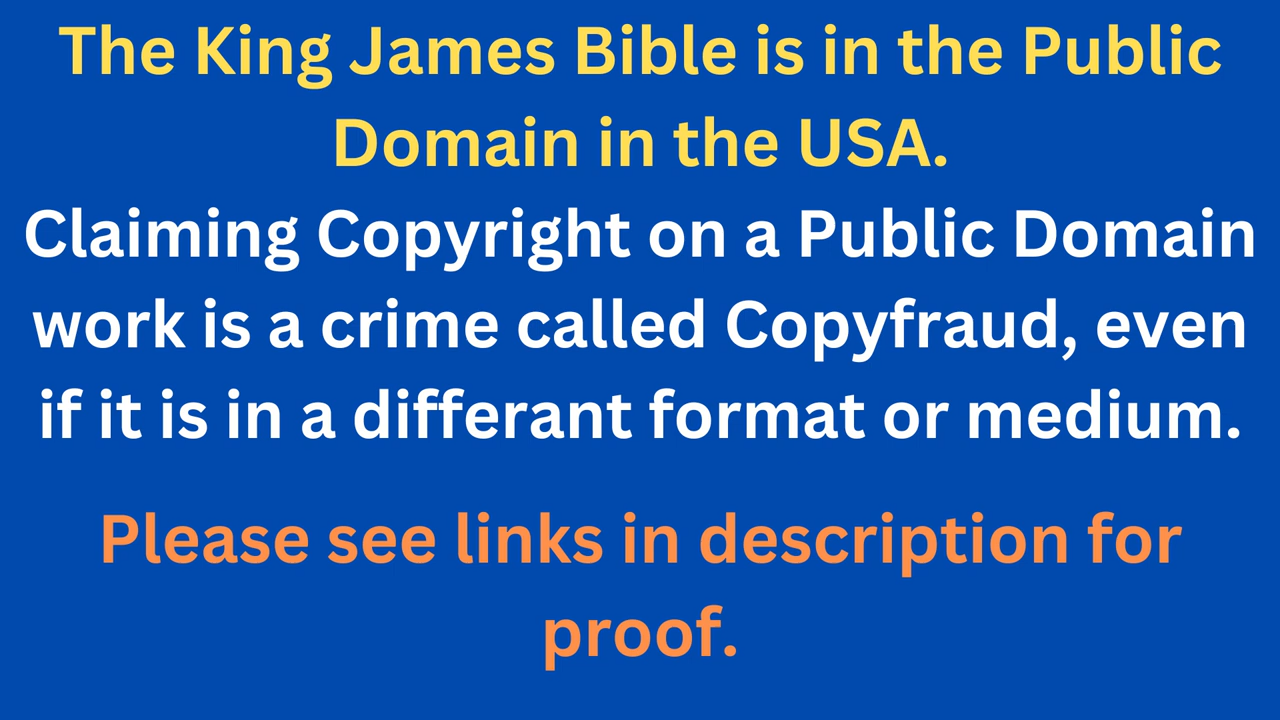 The King James Bible is in the Public
Domain in the USA.
Claiming Copyright on a Public Domain
work is a crime called Copyfraud, even
if it is in a differant format or medium.
Please see links in description for
proof.